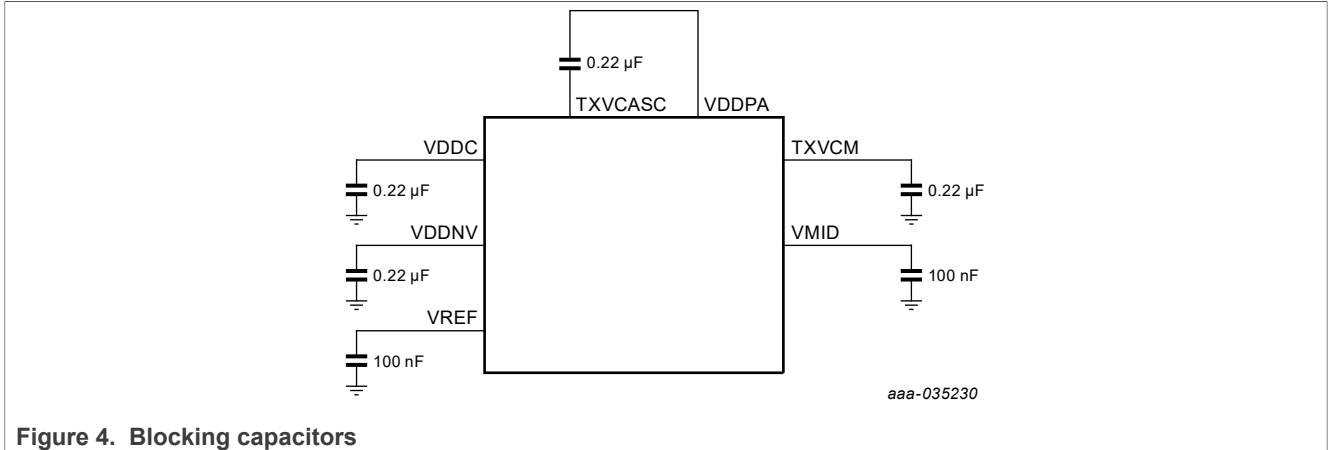 0.22 µF
TXVCASC VDDPA
VDDC TXVCM
0.22 µF 0.22 µF
VDDNV VMID
0.22 µF 100 nF
VREF
100 nF
aaa-035230
Figure 4. Blocking capacitors